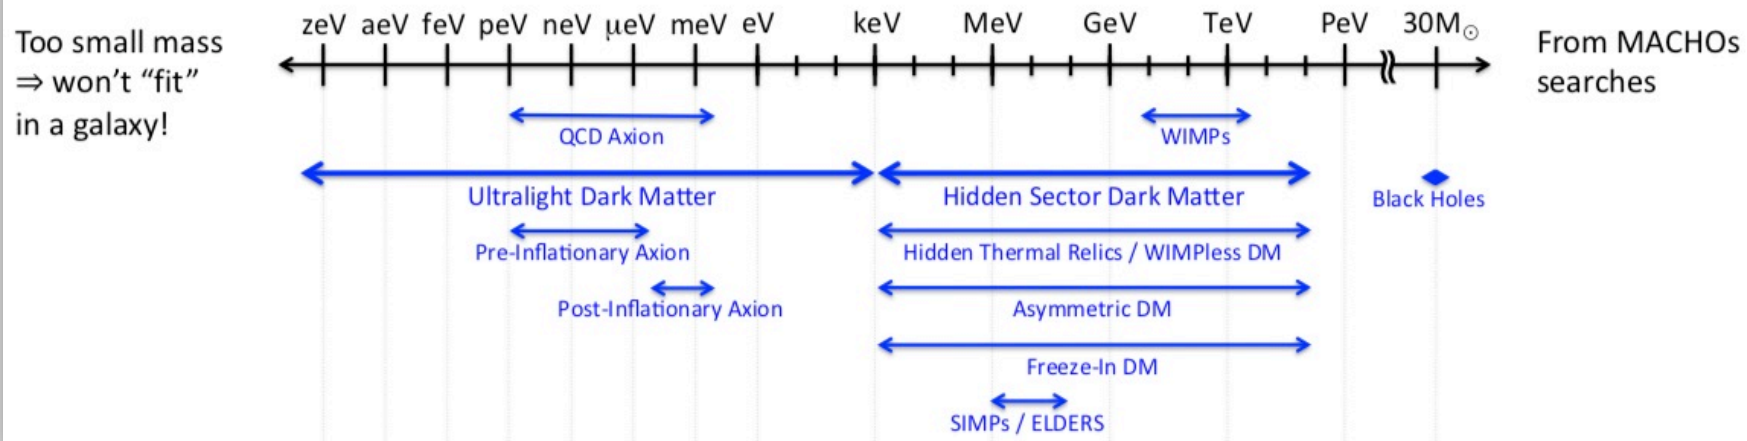 Too small mass
⇒ won’t “fit”
in a galaxy!
zeV aeV feV peV neV μeV meV eV keV MeV GeV TeV PeV 30M☉
From MACHOs
searches
QCD Axion
WIMPs
Ultralight Dark Matter
Hidden Sector Dark Matter
Black Holes
Pre-Inflationary Axion
Hidden Thermal Relics / WIMPless DM
Post-Inflationary Axion
Asymmetric DM
Freeze-In DM
SIMPs / ELDERS